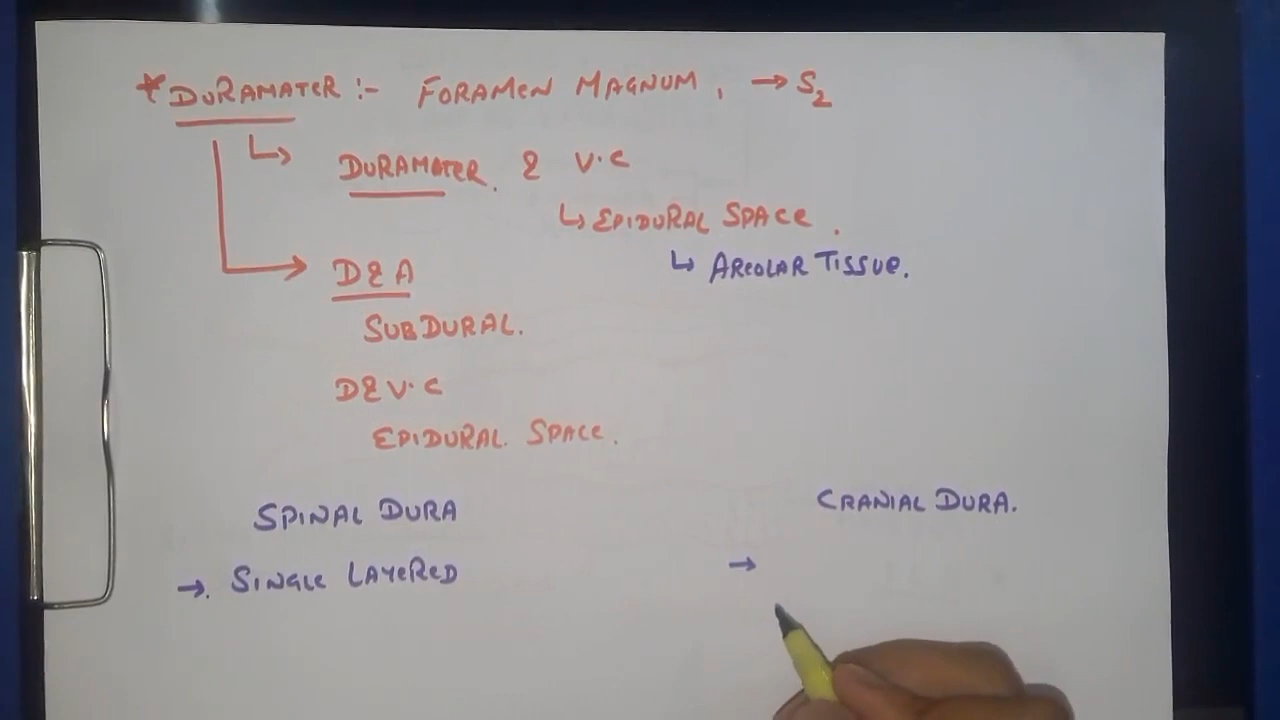 * DURAMATER :- FORAMEN MAGNUM, → S2
↳ DURAMATER. & V.C
↳ EPIDURAL SPACE.
↳ AREOLAR TISSUE.
→ D & A
SUBDURAL.
D & V.C
EPIDURAL. SPACE.
SPINAL DURA
CRANIAL DURA.
→. SINGLE LAYERED
→